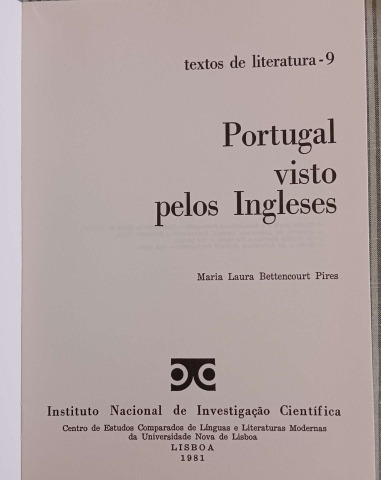 textos de literatura-9
Portugal
visto
pelos Ingleses
Maria Laura Bettencourt Pires
Instituto Nacional de Investigação Científica
Centro de Estudos Comparados de Línguas e Literaturas Modernas
da Universidade Nova de Lisboa
LISBOA
1981